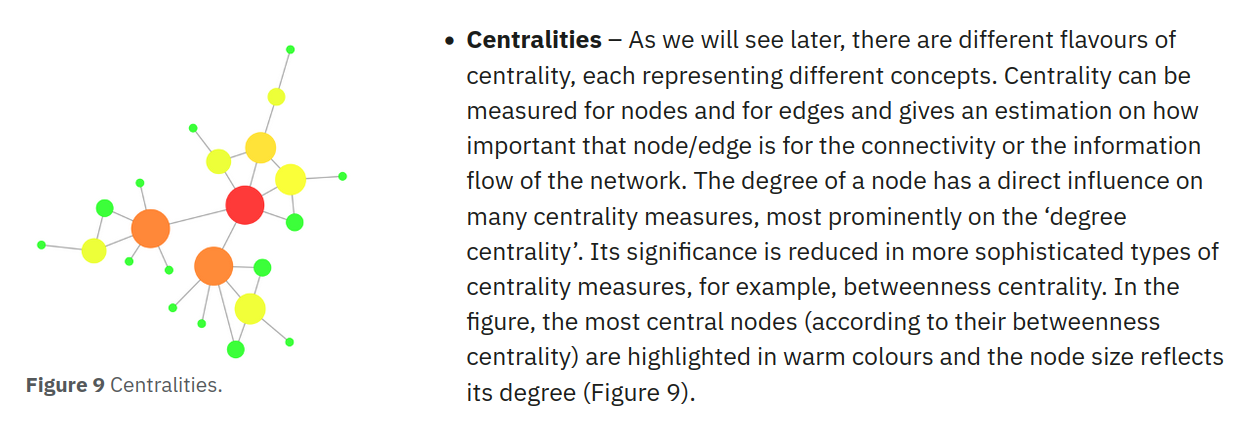 • Centralities – As we will see later, there are different flavours of
centrality, each representing different concepts. Centrality can be
measured for nodes and for edges and gives an estimation on how
important that node/edge is for the connectivity or the information
flow of the network. The degree of a node has a direct influence on
many centrality measures, most prominently on the ‘degree
centrality’. Its significance is reduced in more sophisticated types of
centrality measures, for example, betweenness centrality. In the
figure, the most central nodes (according to their betweenness
centrality) are highlighted in warm colours and the node size reflects
its degree (Figure 9).
Figure 9 Centralities.